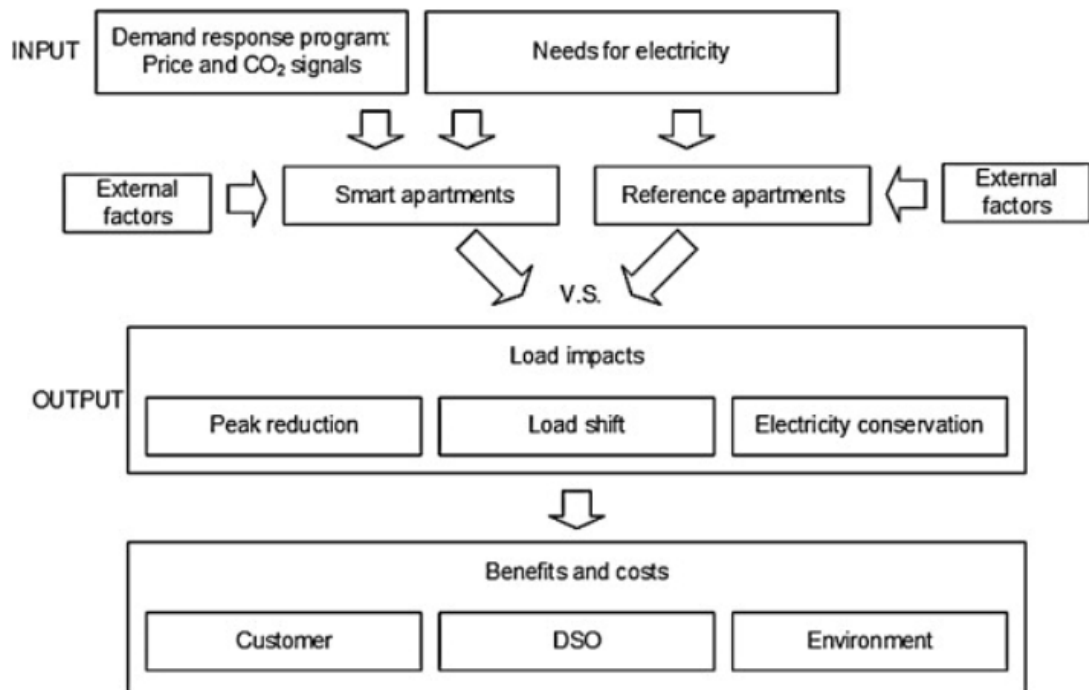 INPUT
Demand response program:
Price and CO₂ signals
Needs for electricity
External
factors
Smart apartments
Reference apartments
External
factors
V.S.
Load impacts
OUTPUT
Peak reduction
Load shift
Electricity conservation
Benefits and costs
Customer
DSO
Environment